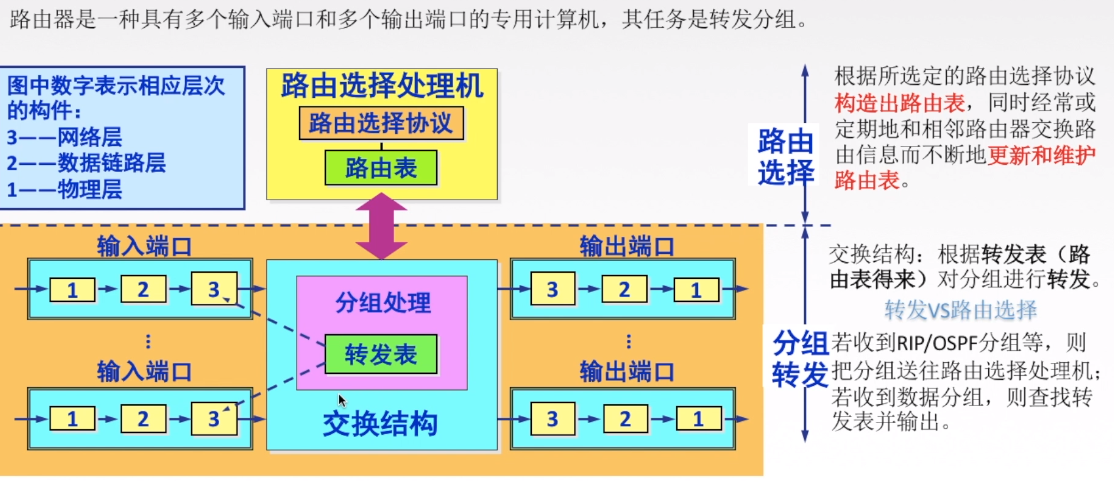 路由器是一种具有多个输入端口和多个输出端口的专用计算机，其任务是转发分组。
图中数字表示相应层次
的构件：
3——网络层
2——数据链路层
1——物理层
路由选择处理机
路由选择协议
路由表
路由
选择
根据所选定的路由选择协议
构造出路由表，同时经常或
定期地和相邻路由器交换路
由信息而不断地更新和维护
路由表。
输入端口
1
2
3
⋮
输入端口
1
2
3
分组处理
转发表
交换结构
输出端口
3
2
1
⋮
输出端口
3
2
1
分组
转发
交换结构：根据转发表（路
由表得来）对分组进行转发。
转发VS路由选择
若收到RIP/OSPF分组等，则
把分组送往路由选择处理机；
若收到数据分组，则查找转
发表并输出。